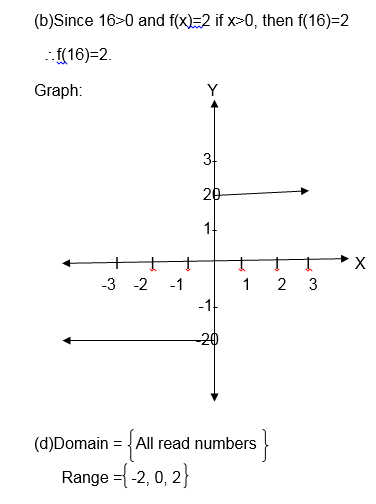 (b)Since 16>0 and f(x)=2 if x>0, then f(16)=2
∴f(16)=2.
Graph:
Y
3
20
1
X
-3 -2 -1 1 2 3
-1
-20
(d)Domain = {All read numbers }
Range ={ -2, 0, 2}